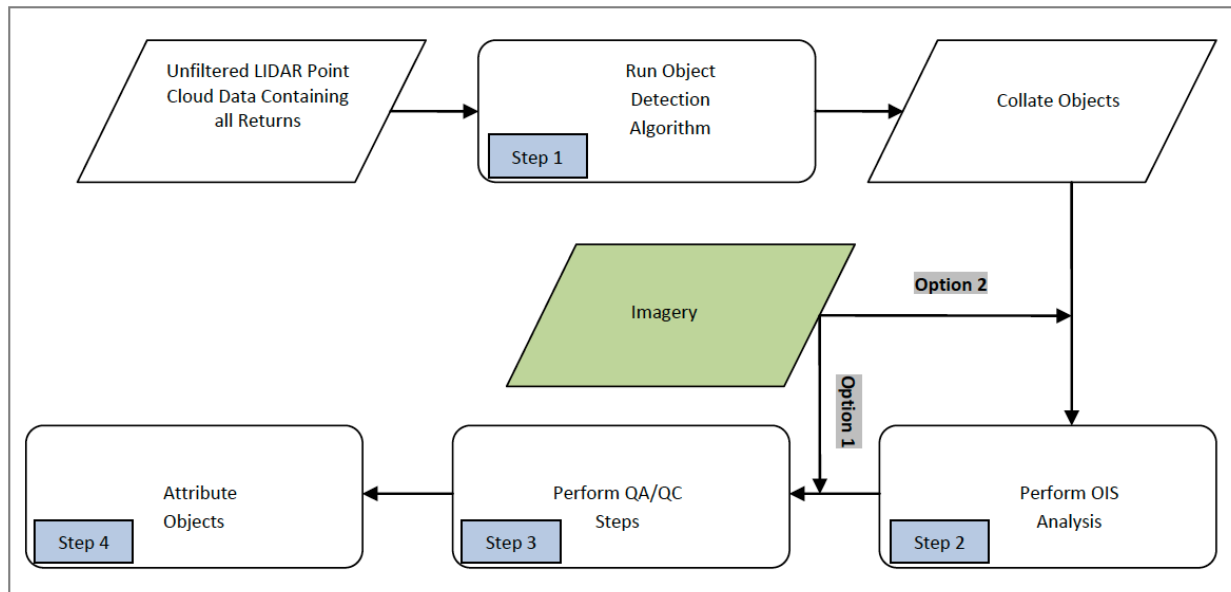 Unfiltered LIDAR Point
Cloud Data Containing
all Returns
Run Object
Detection
Algorithm
Step 1
Collate Objects
Imagery
Option 2
Option 1
Perform OIS
Analysis
Step 2
Perform QA/QC
Steps
Step 3
Attribute
Objects
Step 4